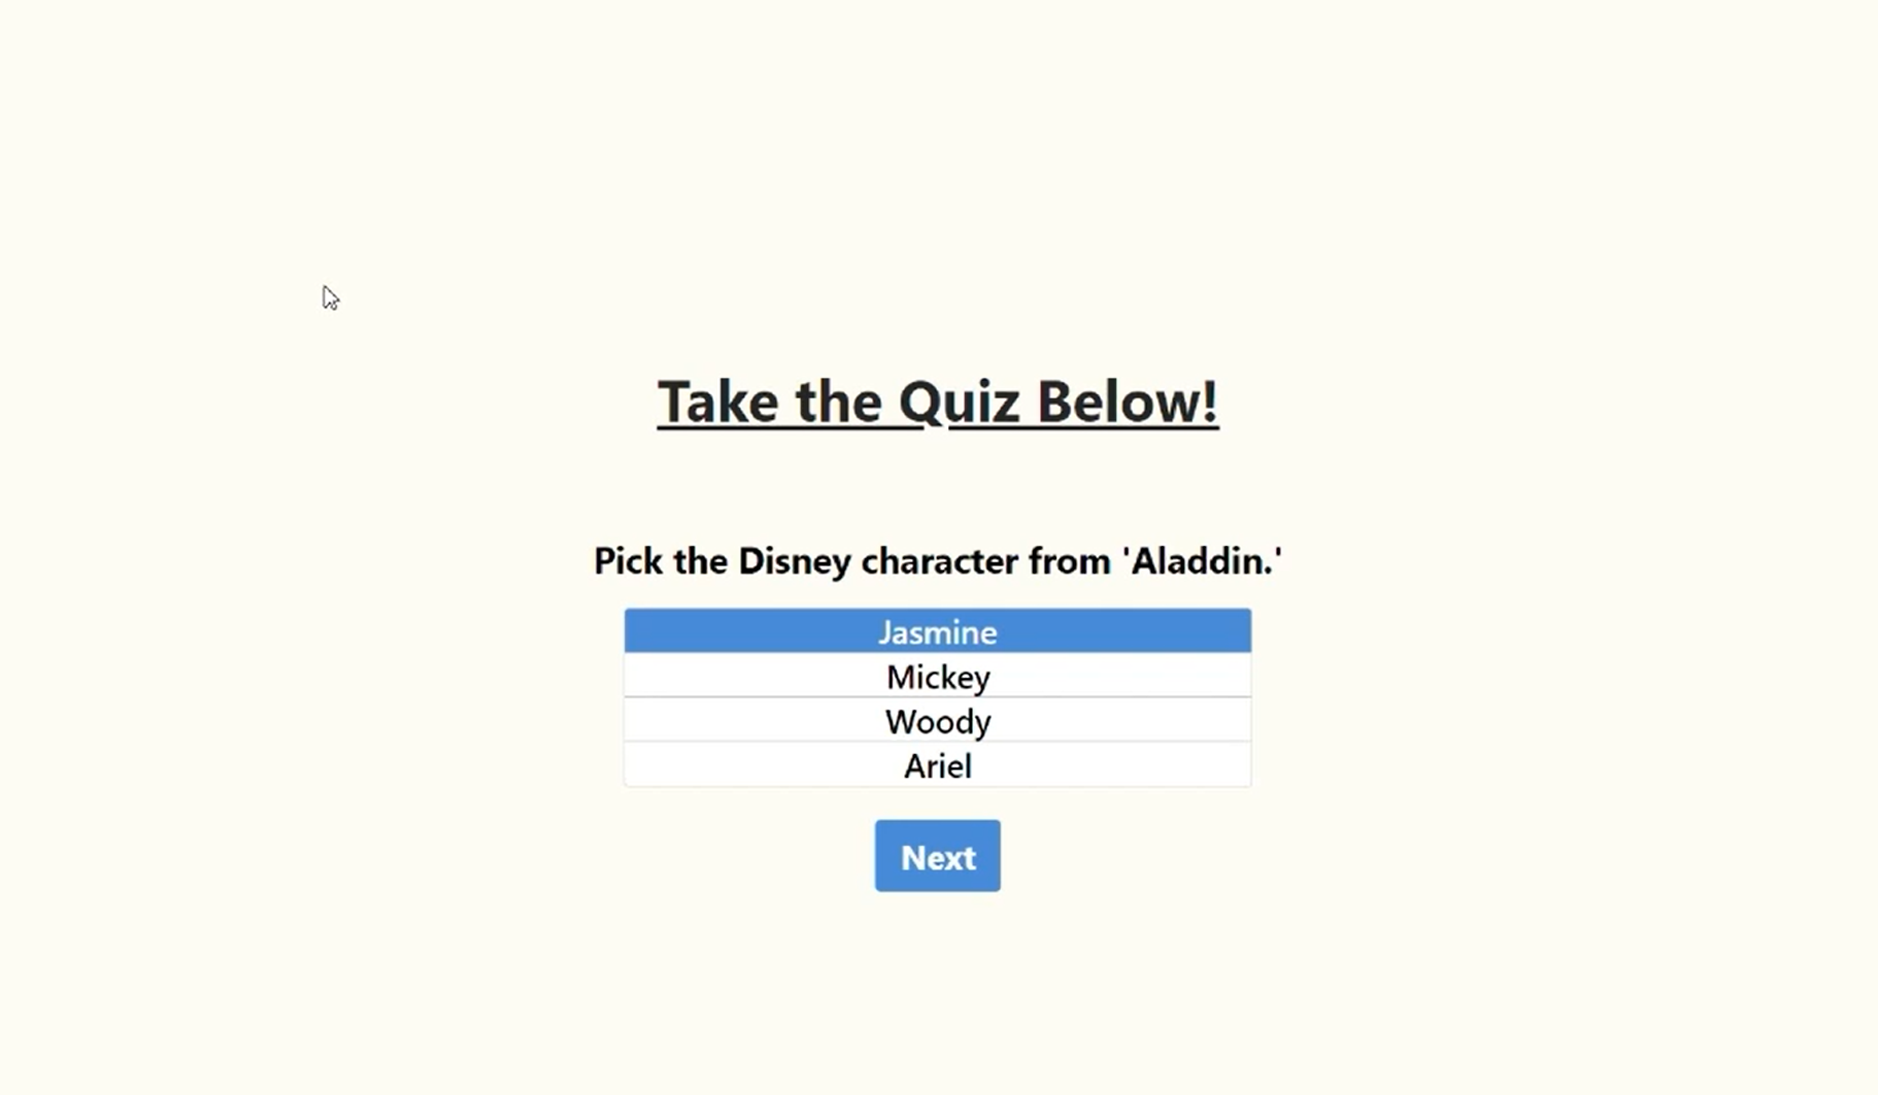 Take the Quiz Below!
Pick the Disney character from 'Aladdin.'
Jasmine
Mickey
Woody
Ariel
Next